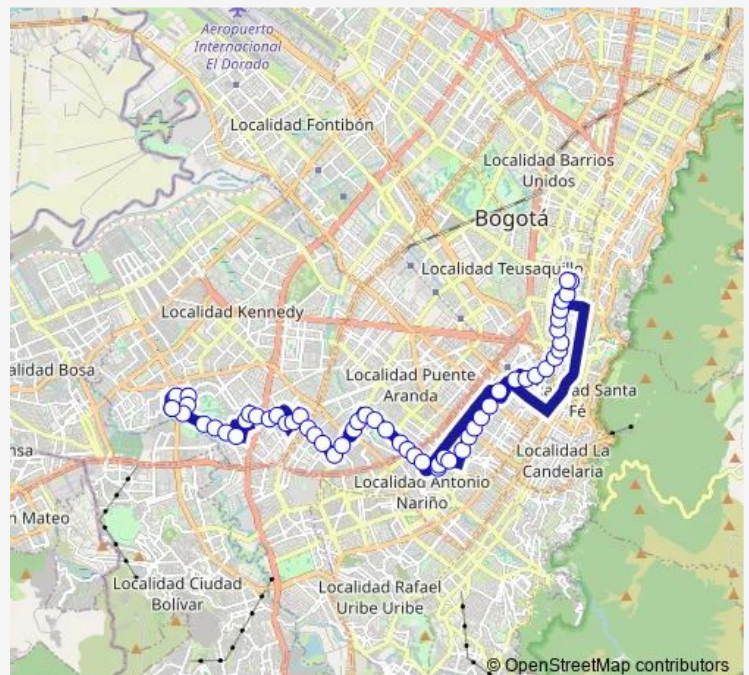 Aeropuerto
Internacional
El Dorado
Localidad Fontibón
Localidad Barrios
Unidos
Bogotá
Localidad Teusaquillo
Localidad Kennedy
alidad Bosa
Localidad Puente
Aranda
ad Santa
Fé
Localidad La
Candelaria
Localidad Antonio
Nariño
n Mateo
Localidad Ciudad
Bolívar
Localidad Rafael
Uribe Uribe
© OpenStreetMap contributors